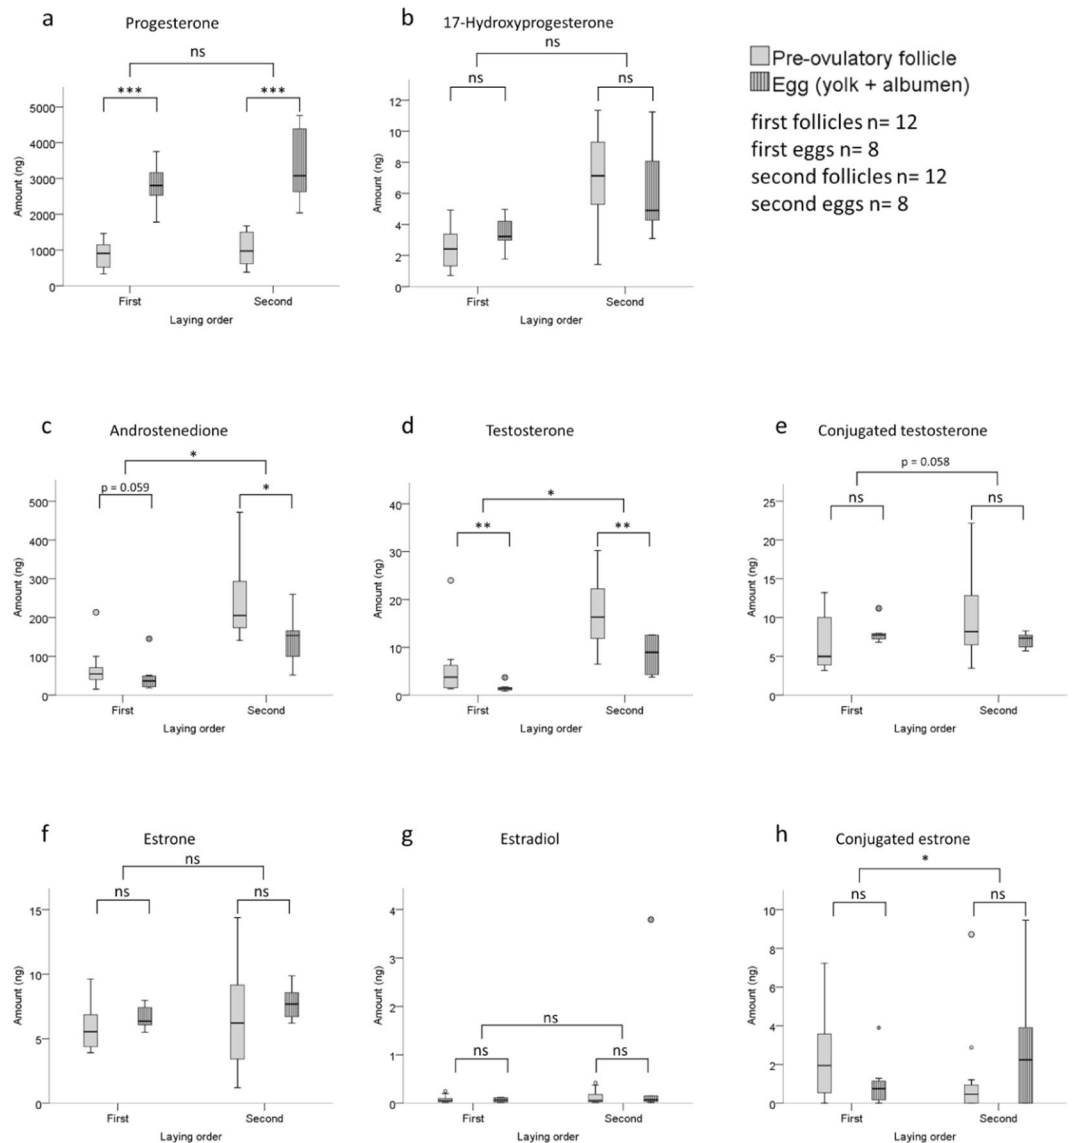 a
Progesterone
ns
***
***
Amount (ng)
5000
4000
3000
2000
1000
0
First
Second
Laying order
b
17-Hydroxyprogesterone
ns
ns
ns
Amount (ng)
12
10
8
6
4
2
0
First
Second
Laying order
Pre-ovulatory follicle
Egg (yolk + albumen)
first follicles n= 12
first eggs n= 8
second follicles n= 12
second eggs n= 8
c
Androstenedione
*
p = 0.059
*
Amount (ng)
500
400
300
200
100
0
First
Second
Laying order
d
Testosterone
*
**
**
Amount (ng)
40
30
20
10
0
First
Second
Laying order
e
Conjugated testosterone
p = 0.058
ns
ns
Amount (ng)
25
20
15
10
5
0
First
Second
Laying order
f
Estrone
ns
ns
ns
Amount (ng)
15
10
5
0
First
Second
Laying order
g
Estradiol
ns
ns
ns
Amount (ng)
4
3
2
1
0
First
Second
Laying order
h
Conjugated estrone
*
ns
ns
Amount (ng)
10
8
6
4
2
0
First
Second
Laying order